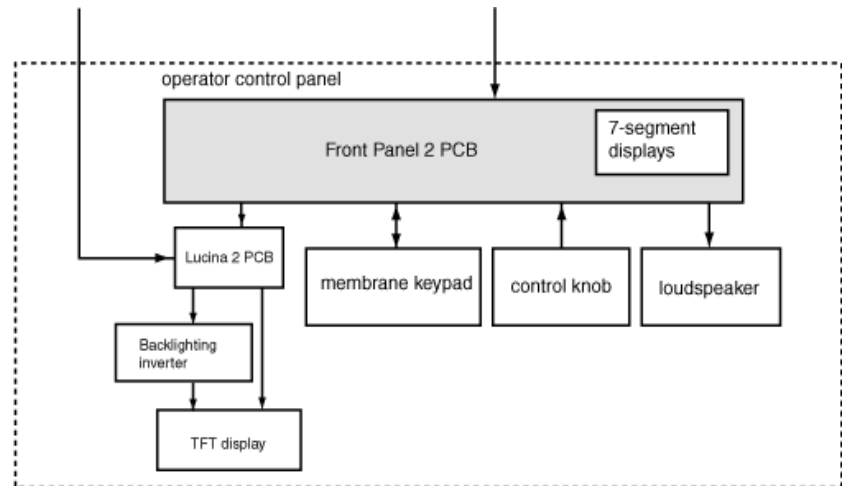 operator control panel
7-segment
displays
Front Panel 2 PCB
Lucina 2 PCB
membrane keypad
control knob
loudspeaker
Backlighting
inverter
TFT display